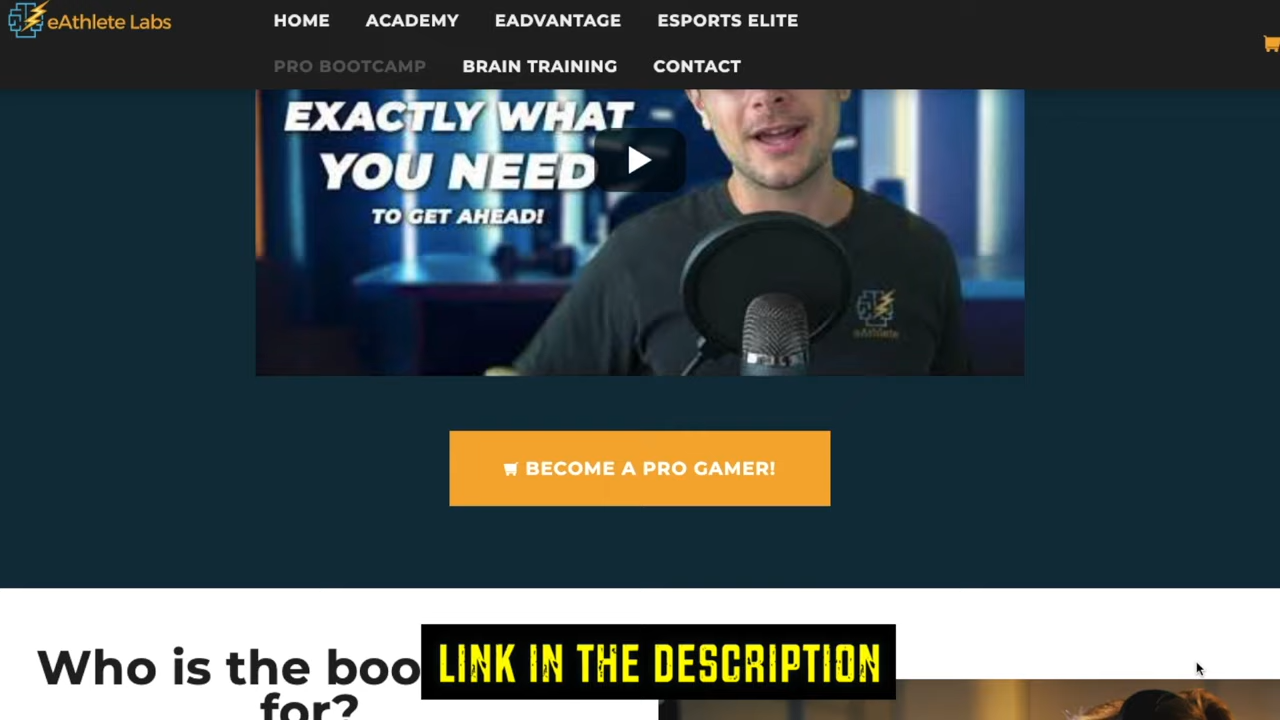 eAthlete Labs
HOME ACADEMY EADVANTAGE ESPORTS ELITE
PRO BOOTCAMP BRAIN TRAINING CONTACT
EXACTLY WHAT
YOU NEED
TO GET AHEAD!
eAthlete
BECOME A PRO GAMER!
Who is the boo
for?
LINK IN THE DESCRIPTION